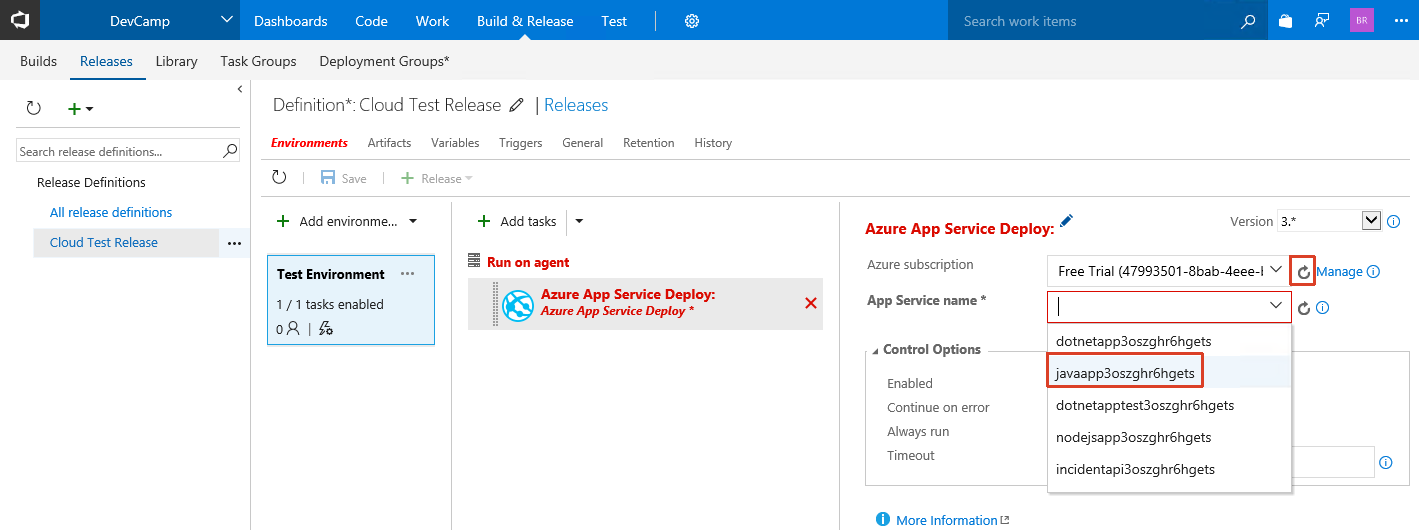 DevCamp Dashboards Code Work Build & Release Test Search work items BR
Builds Releases Library Task Groups Deployment Groups*
Search release definitions...
Release Definitions
All release definitions
Cloud Test Release
Definition*: Cloud Test Release | Releases
Environments Artifacts Variables Triggers General Retention History
Save Release
Add environme...
Test Environment
1 / 1 tasks enabled
0
Add tasks
Run on agent
Azure App Service Deploy:
Azure App Service Deploy *
Azure App Service Deploy: Version 3.*
Azure subscription Free Trial (47993501-8bab-4eee-b Manage
App Service name *
dotnetapp3oszghr6hgets
javaapp3oszghr6hgets
dotnetapptest3oszghr6hgets
nodejsapp3oszghr6hgets
incidentapi3oszghr6hgets
Control Options
Enabled
Continue on error
Always run
Timeout
More Information